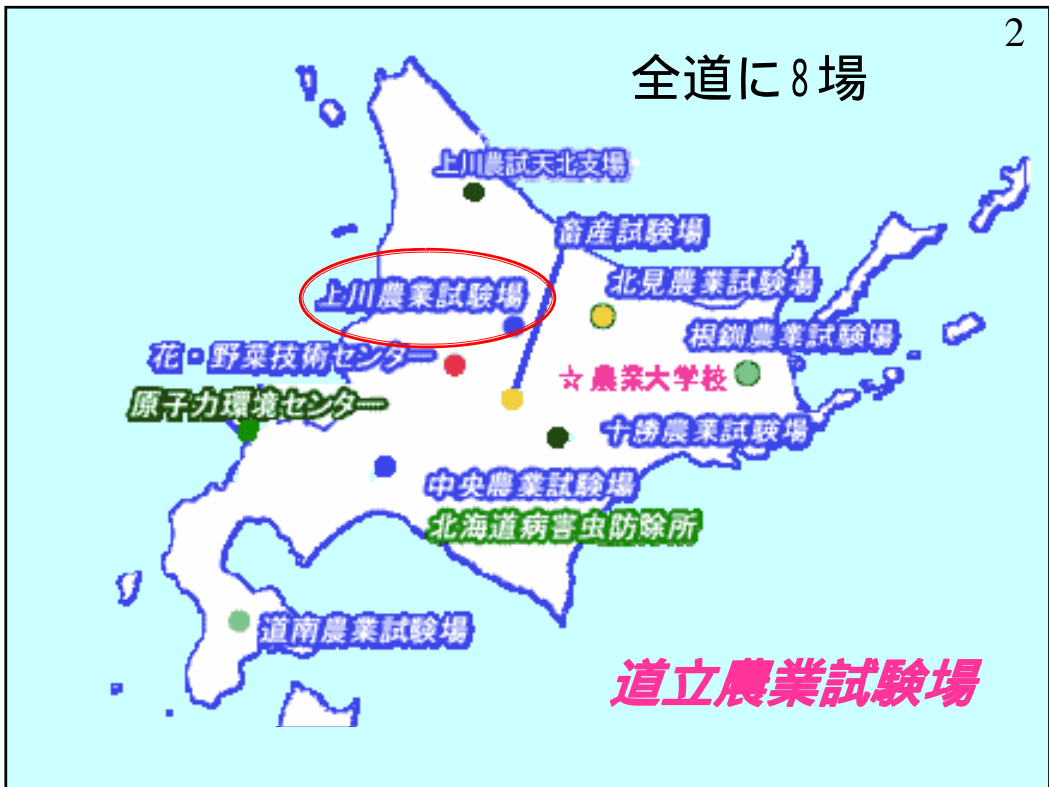 2
全道に8場
上川農試天北支場
畜産試験場
上川農業試験場
北見農業試験場
根釧農業試験場
花・野菜技術センター
☆農業大学校
原子力環境センター
十勝農業試験場
中央農業試験場
北海道病害虫防除所
道南農業試験場
道立農業試験場